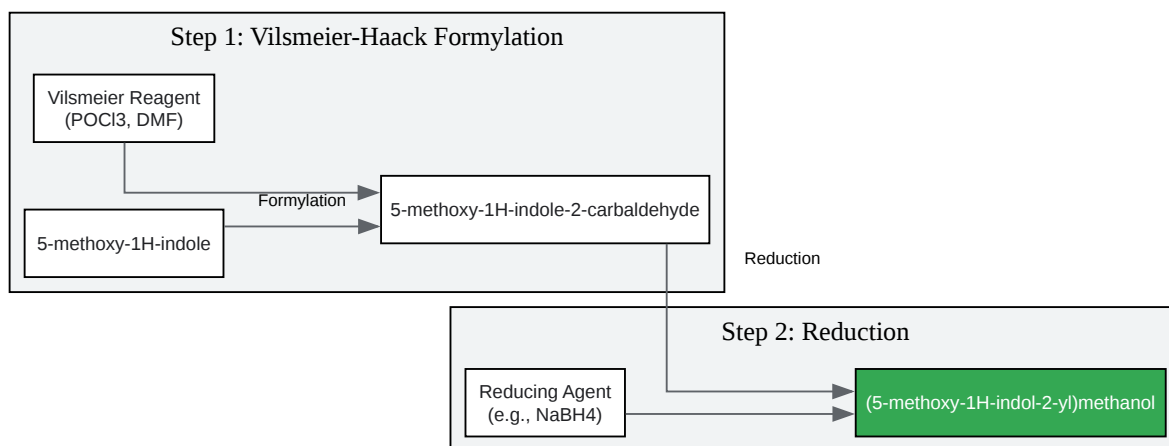 Step 1: Vilsmeier-Haack Formylation
Vilsmeier Reagent
(POCl3, DMF)
Formylation
5-methoxy-1H-indole-2-carbaldehyde
5-methoxy-1H-indole
Reduction
Step 2: Reduction
Reducing Agent
(e.g., NaBH4)
(5-methoxy-1H-indol-2-yl)methanol